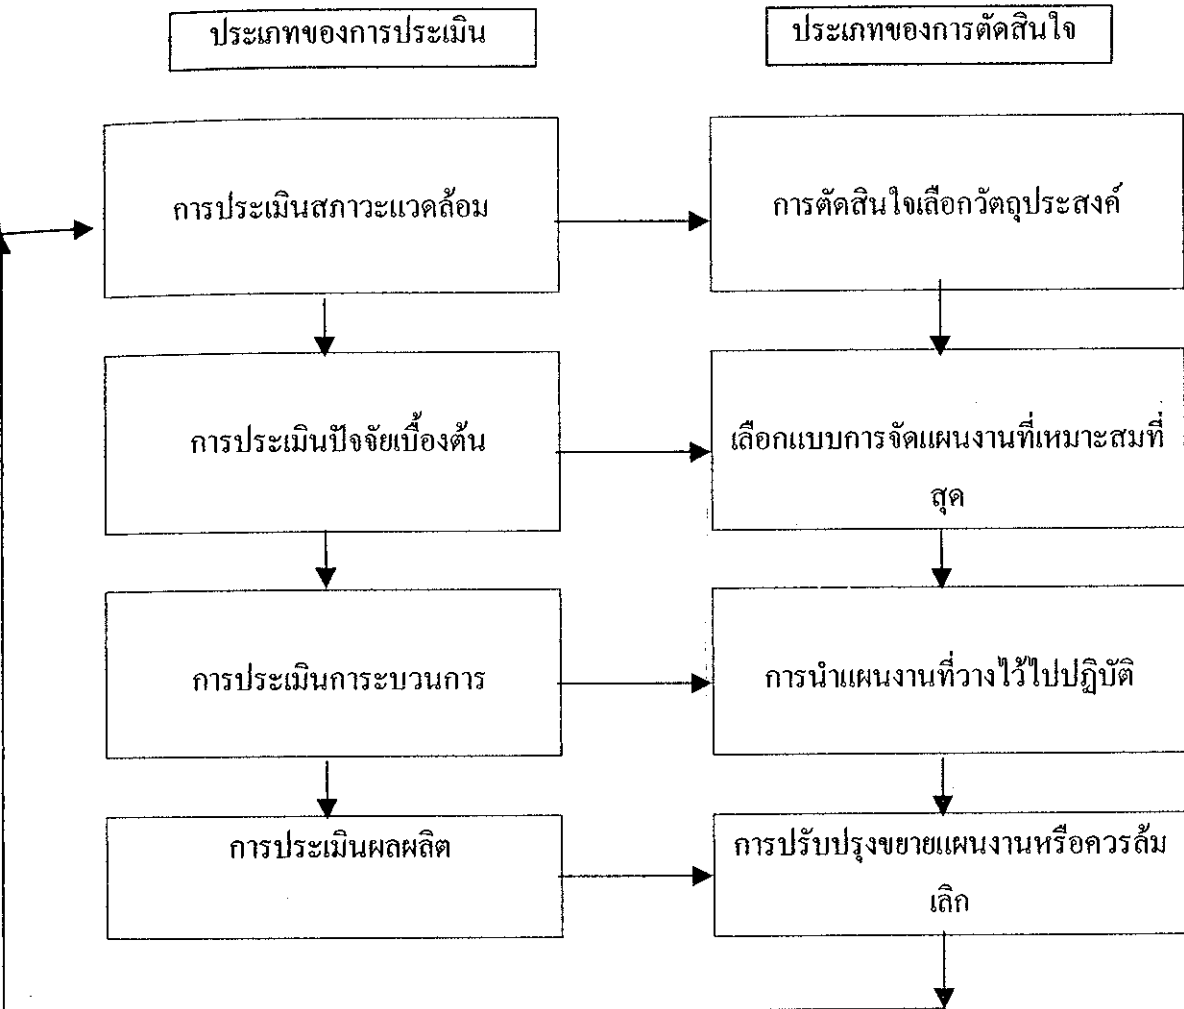 ประเภทของการประเมิน
ประเภทของการตัดสินใจ
การประเมินสภาวะแวดล้อม
การตัดสินใจเลือกวัตถุประสงค์
การประเมินปัจจัยเบื้องต้น
เลือกแบบการจัดแผนงานที่เหมาะสมที่
สุด
การประเมินการะบวนการ
การนำแผนงานที่วางไว้ไปปฏิบัติ
การประเมินผลผลิต
การปรับปรุงขยายแผนงานหรือควรล้ม
เลิก